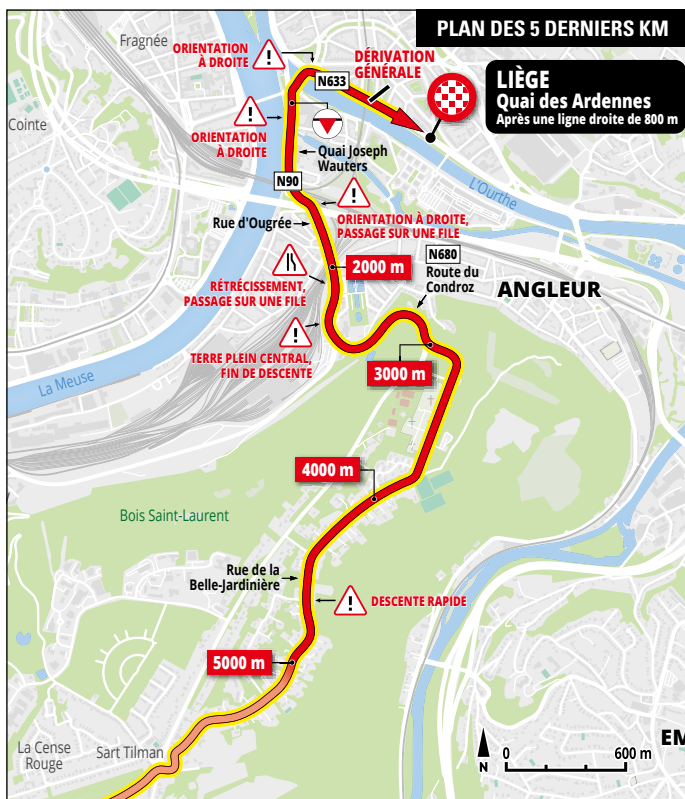 PLAN DES 5 DERNIERS KM
Fragnée
ORIENTATION
À DROITE
!
DÉRIVATION
GÉNÉRALE
N633
LIÈGE
Quai des Ardennes
Après une ligne droite de 800 m
Cointe
!
ORIENTATION
À DROITE
Quai Joseph
Wauters
N90
!
L'Ourthe
Rue d'Ougrée
ORIENTATION À DROITE,
PASSAGE SUR UNE FILE
N680
Route du
Condroz
2000 m
RÉTRÉCISSEMENT,
PASSAGE SUR UNE FILE
ANGLEUR
!
TERRE PLEIN CENTRAL,
FIN DE DESCENTE
3000 m
La Meuse
4000 m
Bois Saint-Laurent
Rue de la
Belle-Jardinière
!
DESCENTE RAPIDE
5000 m
La Cense
Rouge
Sart Tilman
EM
N
0
600 m